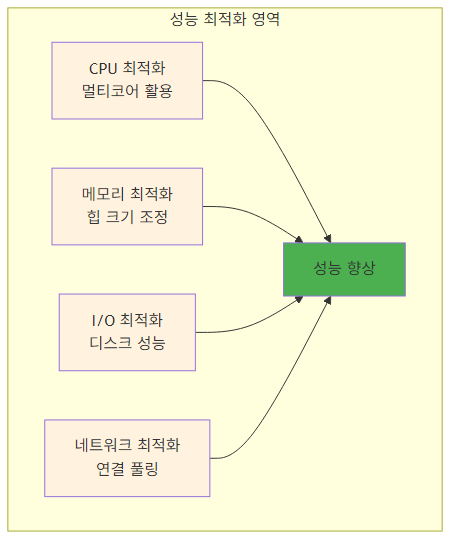 성능 최적화 영역
CPU 최적화
멀티코어 활용
메모리 최적화
힙 크기 조정
성능 향상
I/O 최적화
디스크 성능
네트워크 최적화
연결 풀링